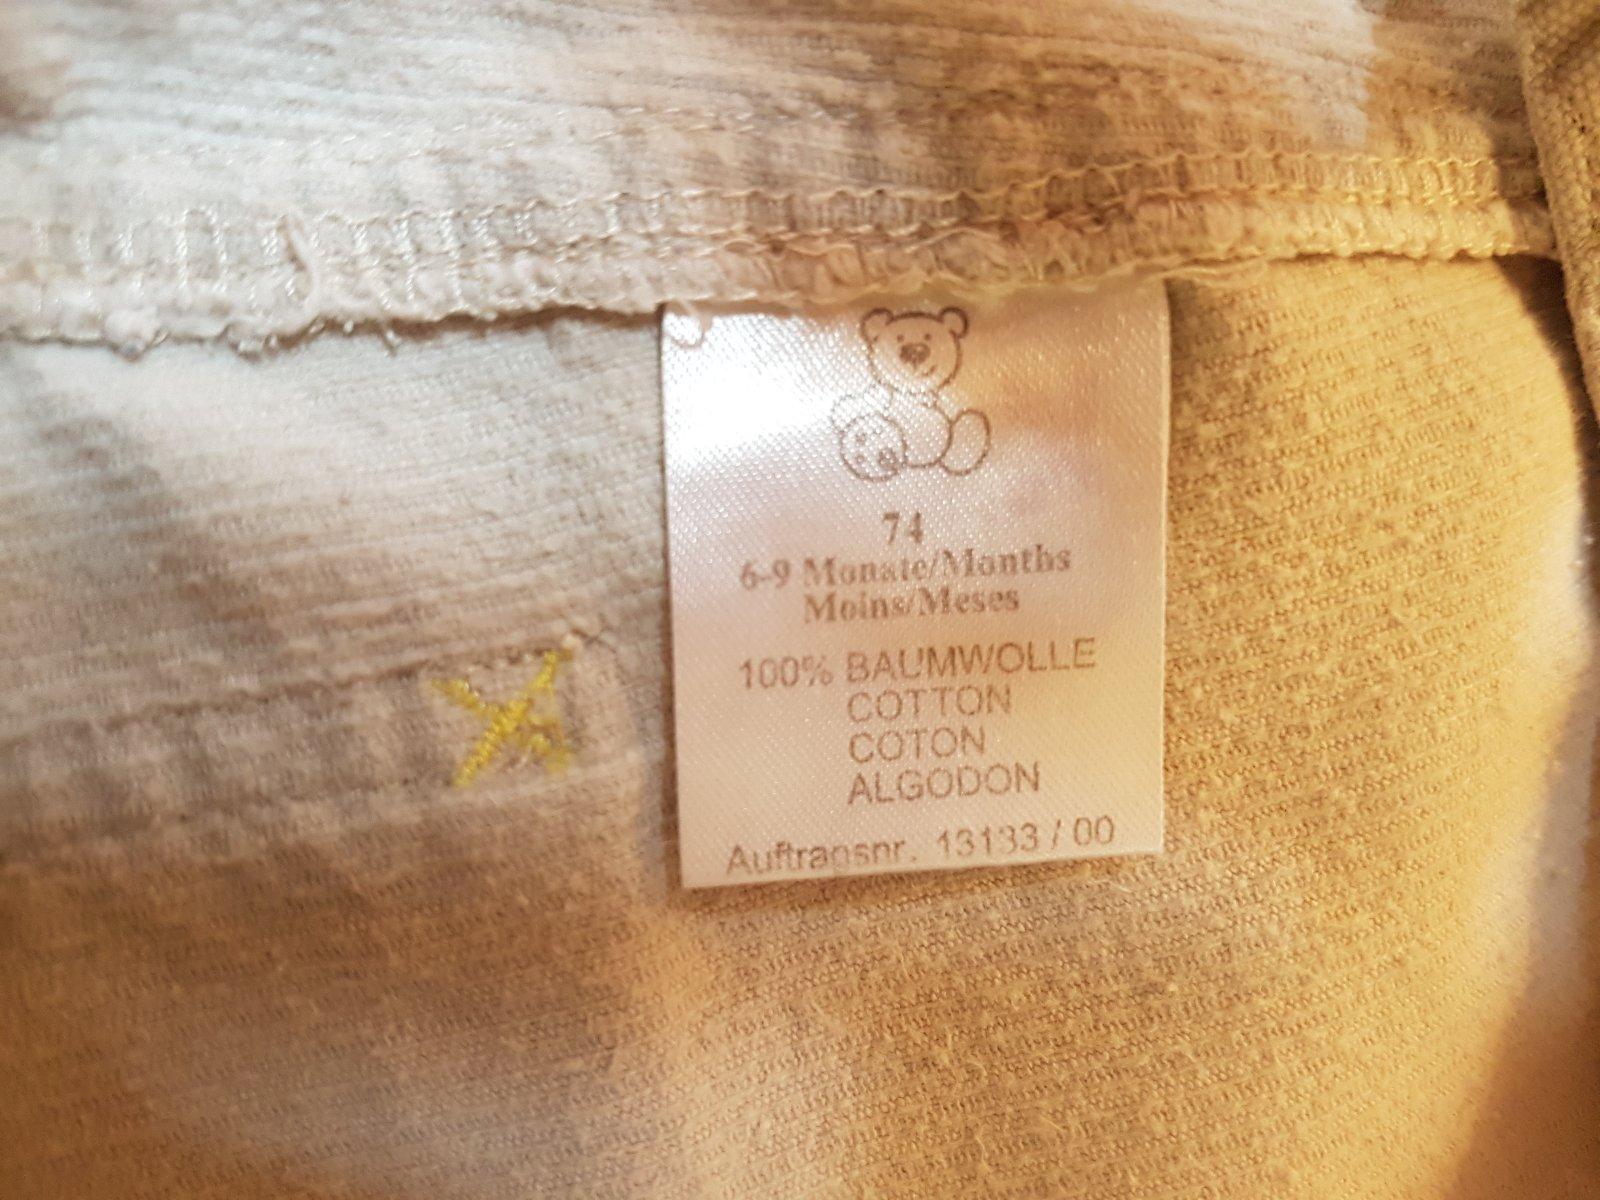 74
6-9 Monate/Months
Moins/Meses
100% BAUMWOLLE
COTTON
COTON
ALGODON
Auftragsnr. 13133 / 00